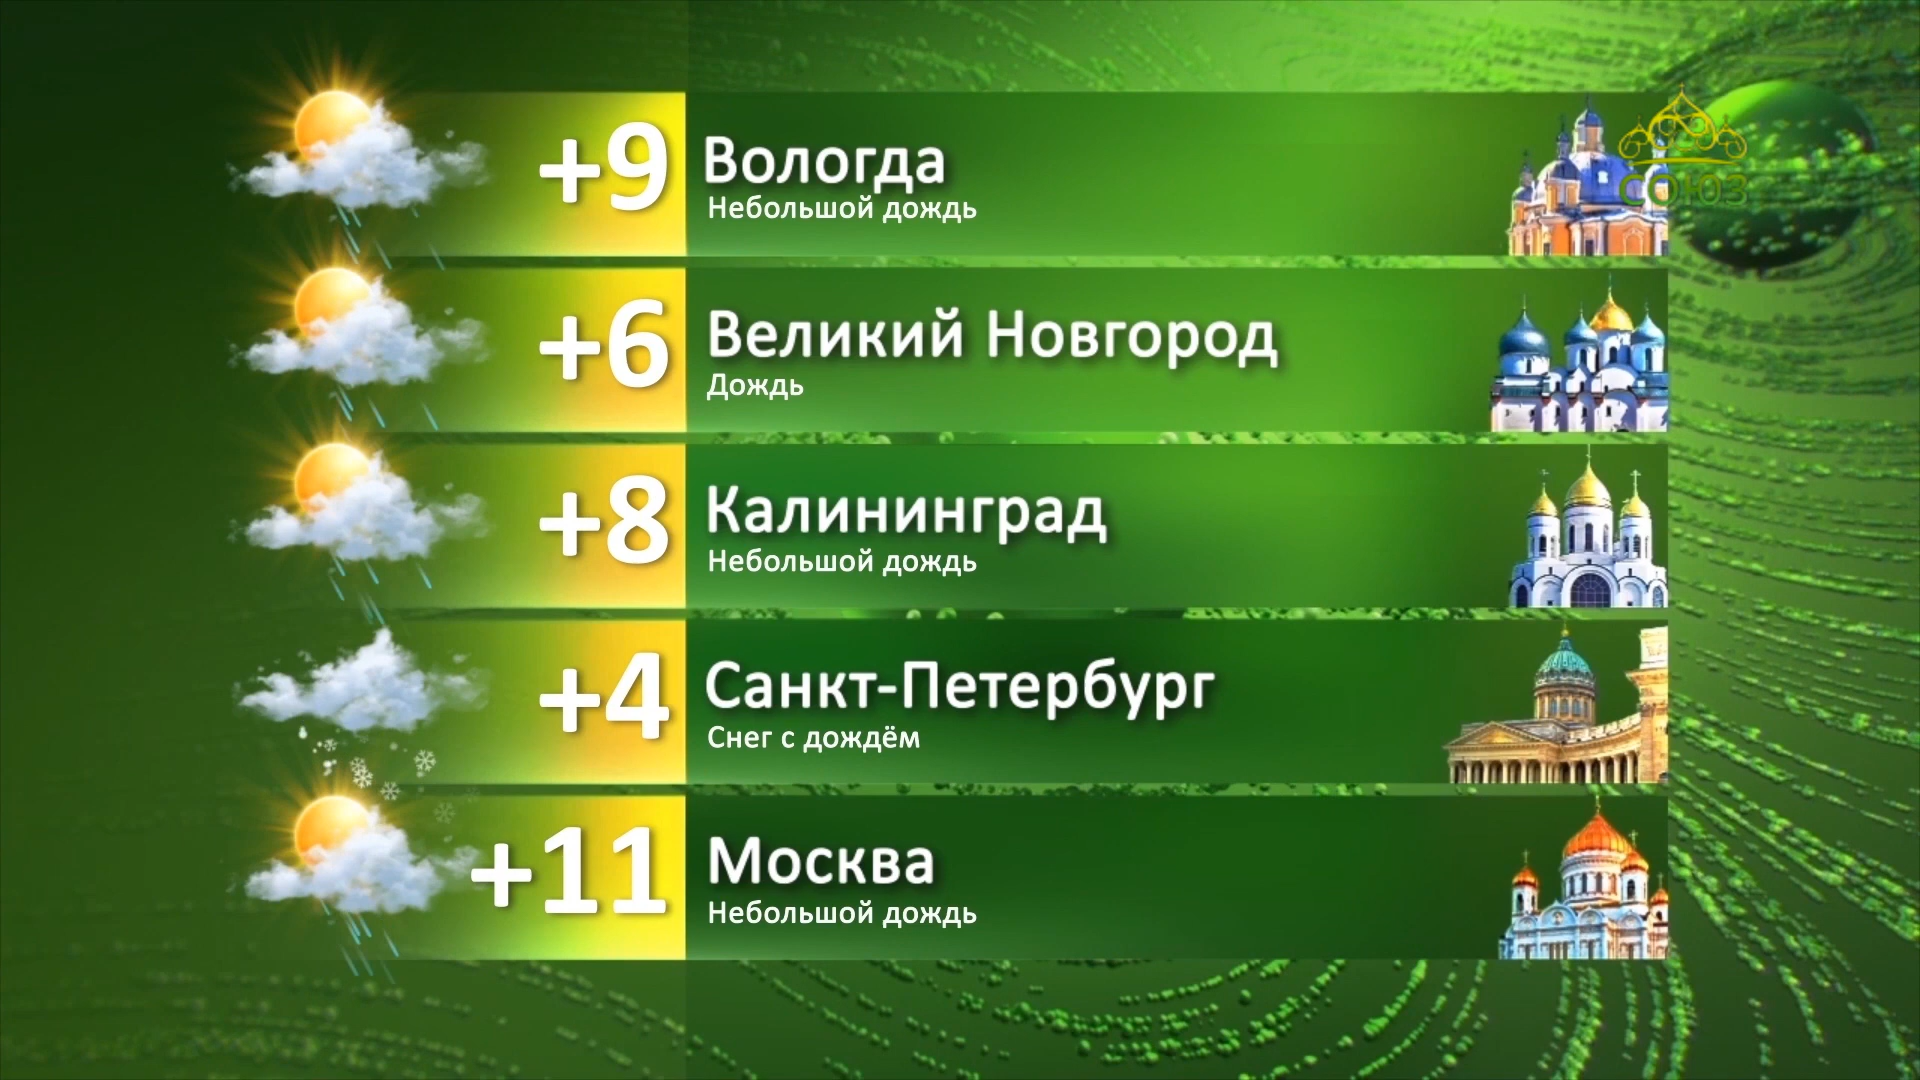 +9
Вологда
Небольшой дождь
СОЮЗ
+6
Великий Новгород
Дождь
+8
Калининград
Небольшой дождь
+4
Санкт-Петербург
Снег с дождём
+11
Москва
Небольшой дождь